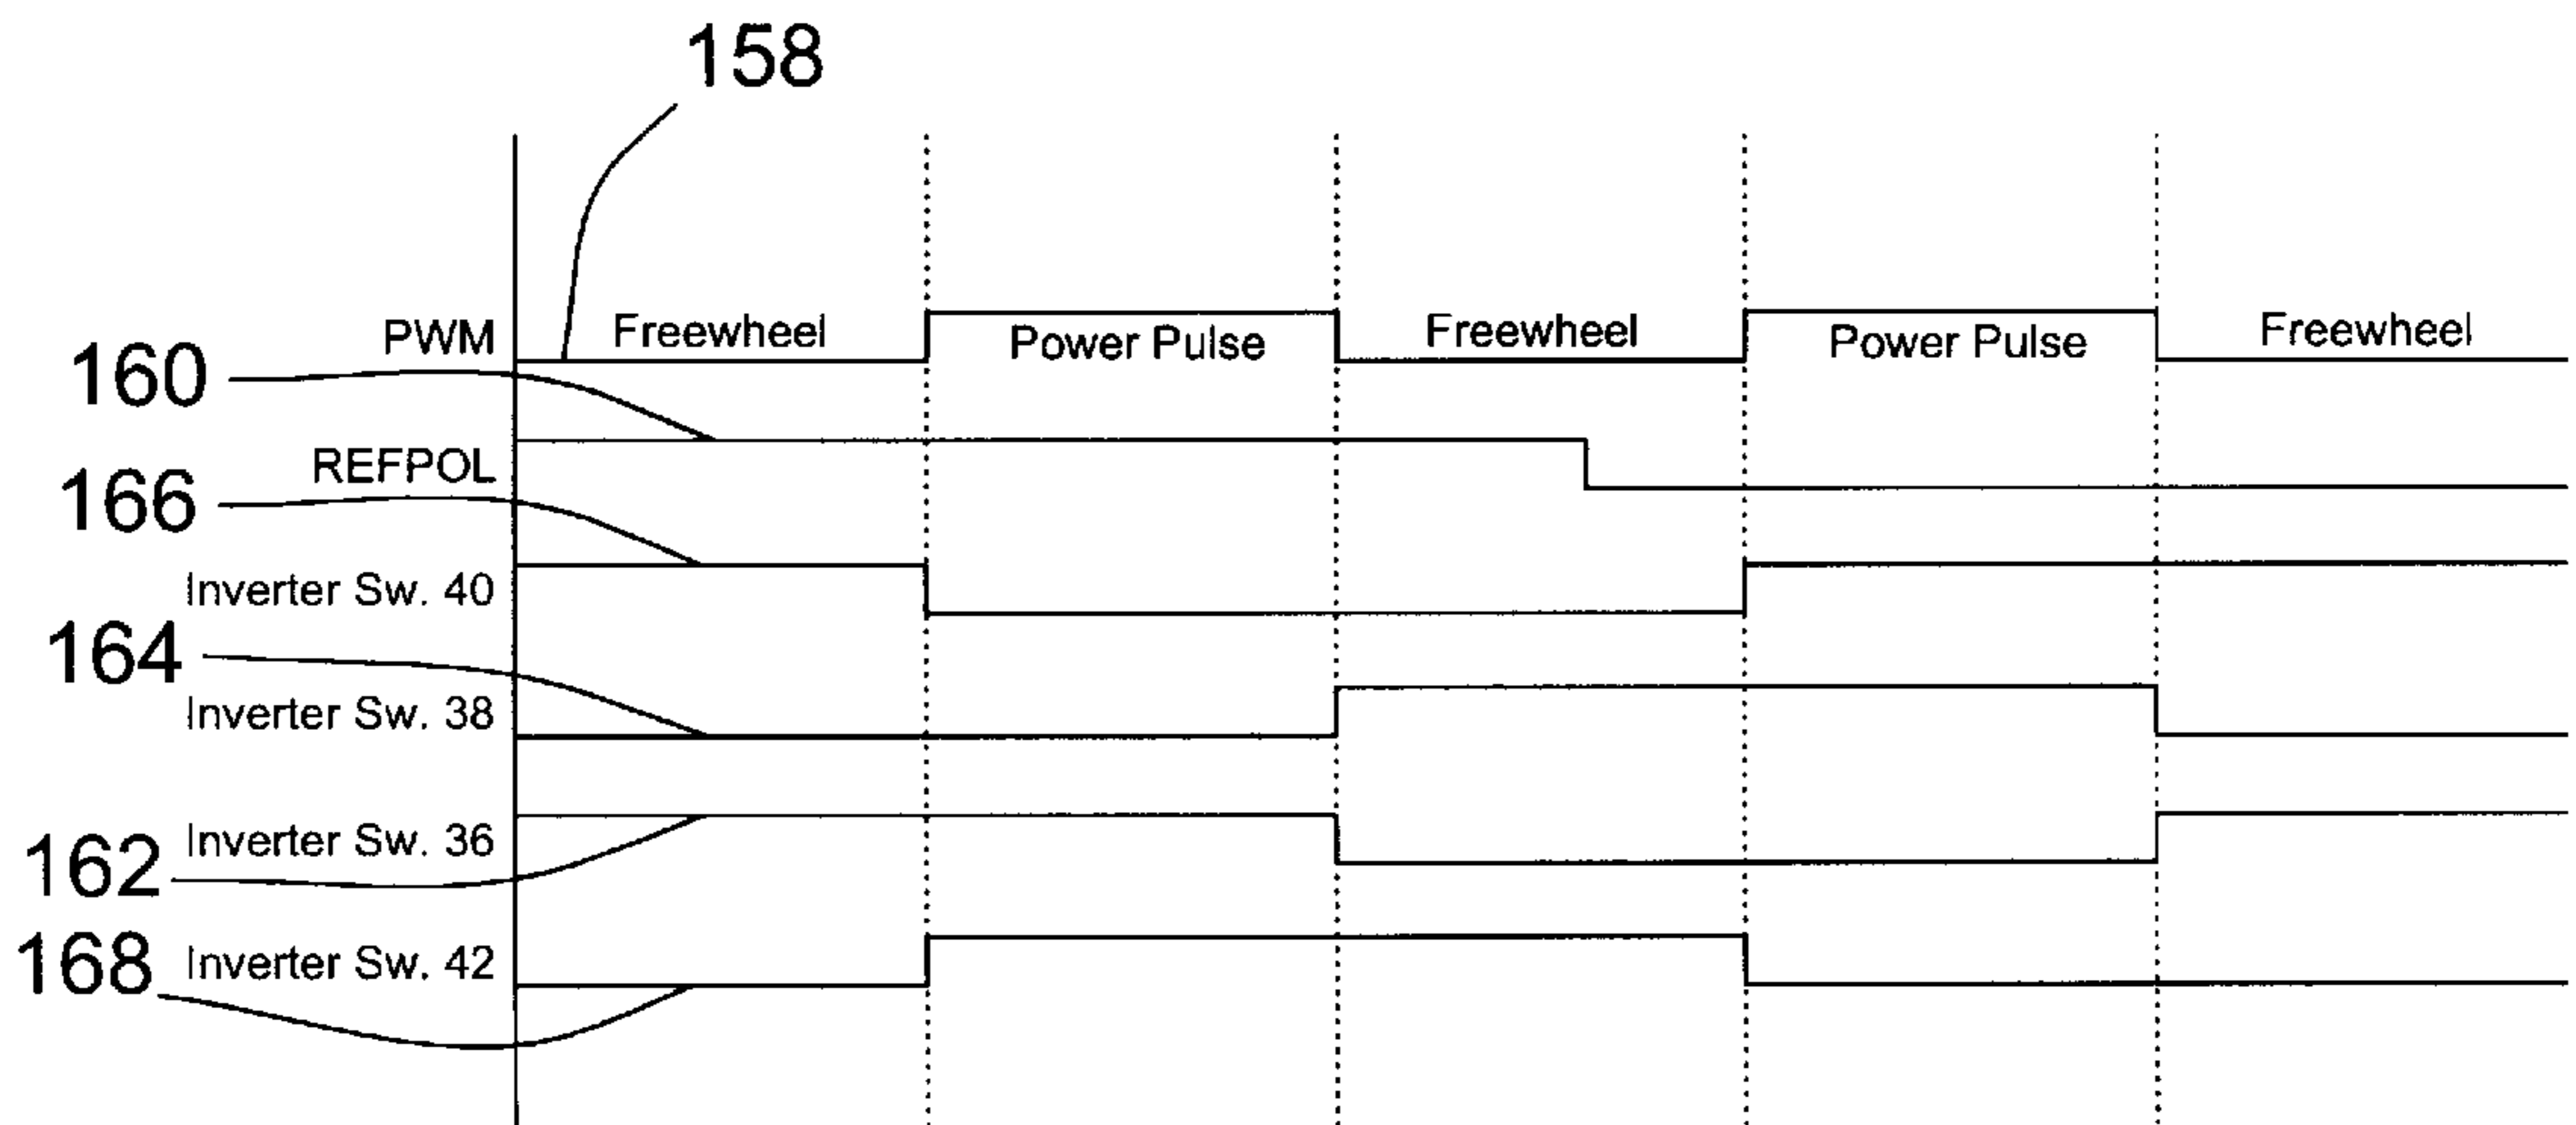 158
PWM
Freewheel
Power Pulse
Freewheel
Power Pulse
Freewheel
160
REFPOL
166
Inverter Sw. 40
164
Inverter Sw. 38
162
Inverter Sw. 36
168
Inverter Sw. 42